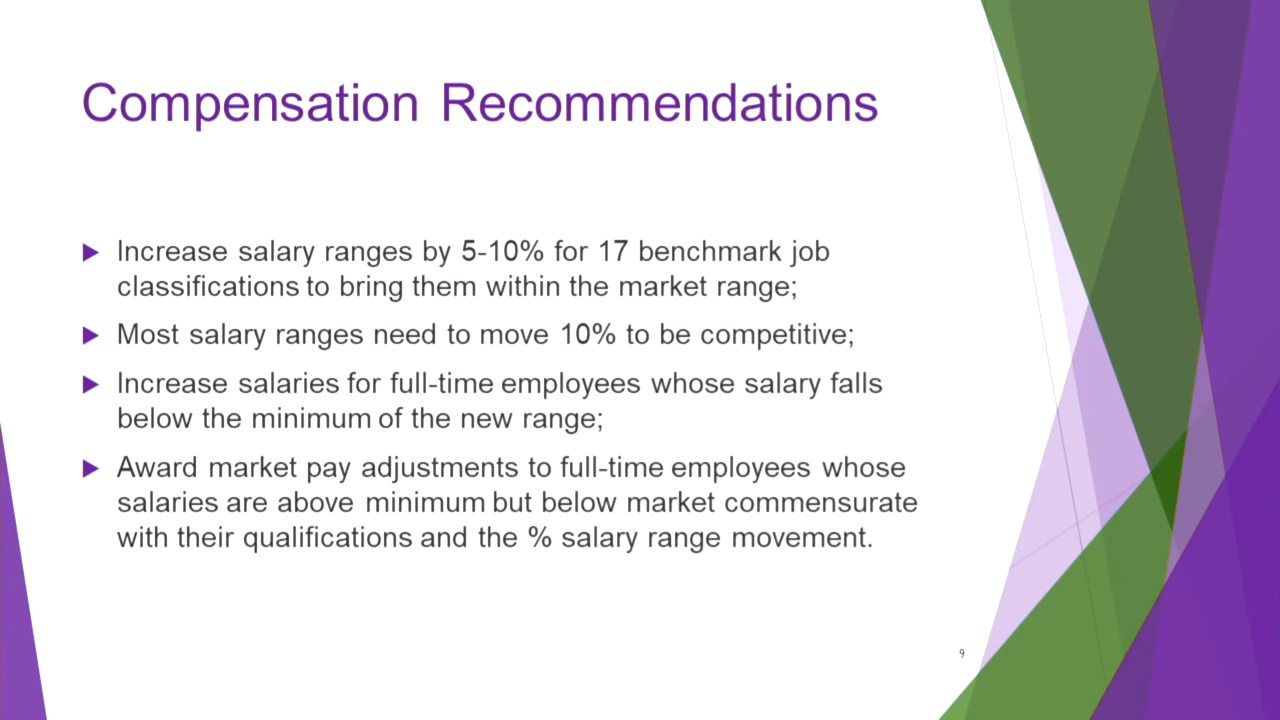 Compensation Recommendations
Increase salary ranges by 5-10% for 17 benchmark job
classifications to bring them within the market range;
Most salary ranges need to move 10% to be competitive;
Increase salaries for full-time employees whose salary falls
below the minimum of the new range;
Award market pay adjustments to full-time employees whose
salaries are above minimum but below market commensurate
with their qualifications and the % salary range movement.
9